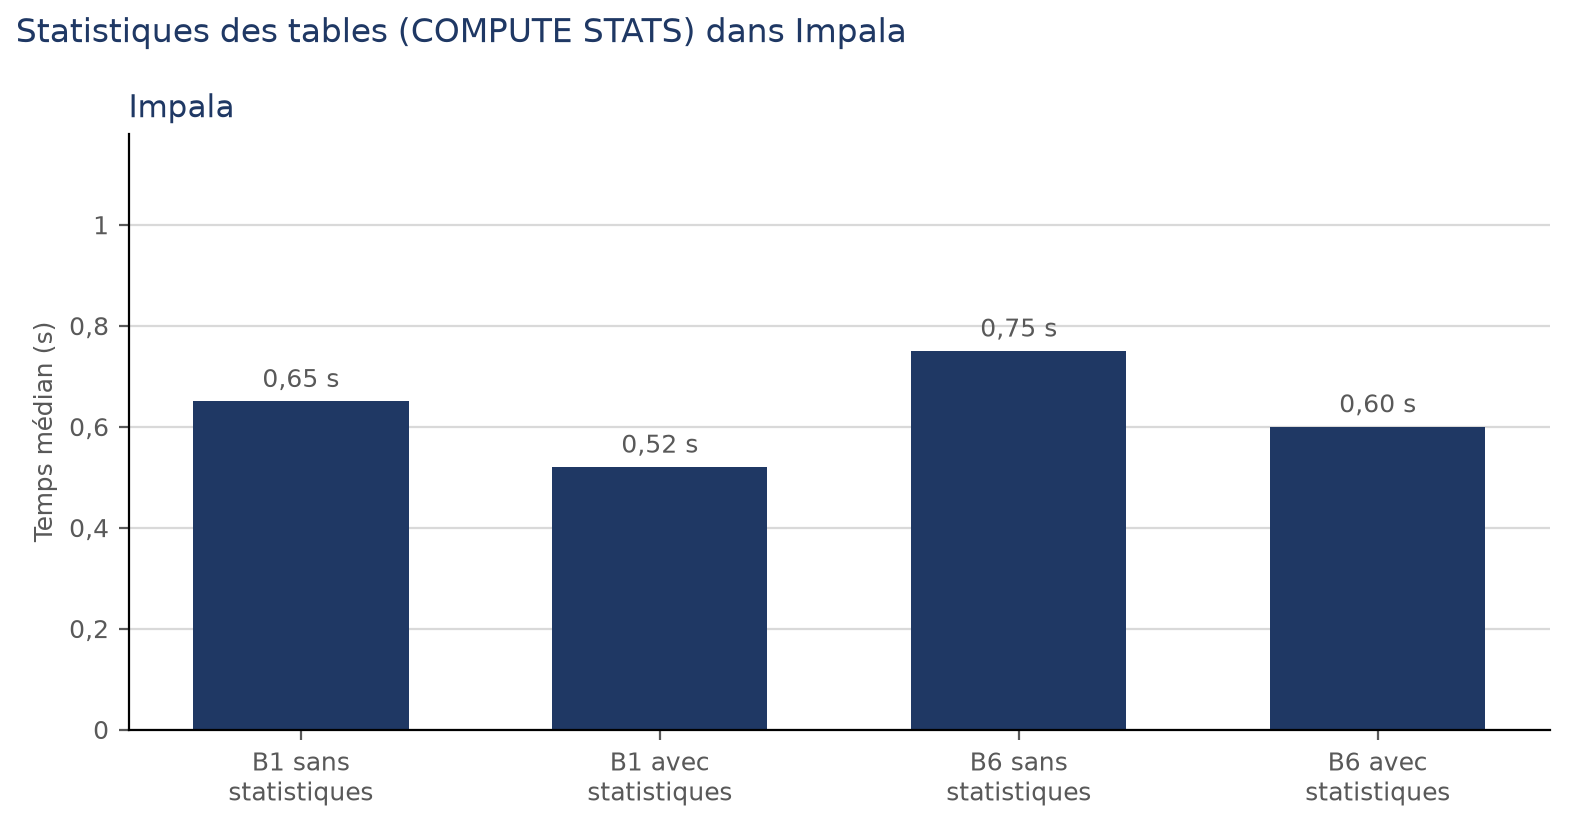 Statistiques des tables (COMPUTE STATS) dans Impala
Impala
Temps médian (s)
1
0,8
0,6
0,4
0,2
0
0,65 s
0,52 s
0,75 s
0,60 s
B1 sans
statistiques
B1 avec
statistiques
B6 sans
statistiques
B6 avec
statistiques